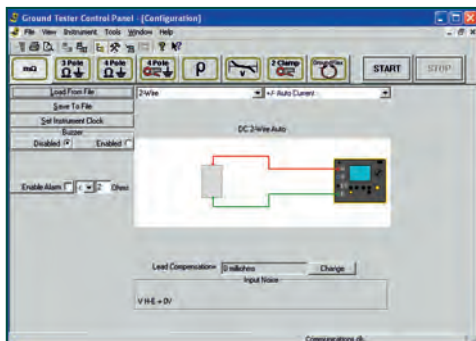 Ground Tester Control Panel - [Configuration]
File View Instrument Tools Window Help
mΩ 3 Pole Ω 4 Pole Ω 4 Pole Ω ρ V 2 Clamp Ω START STOP
Load From File 2-Wire +/- Auto Current
Save To File
Set Instrument Clock
Buzzer
Disabled Enabled
DC 2-Wire Auto
Enable Alarm < 2 Ohms
Lead Compensation= 0 milliohms Change
Input Noise
V H-E = 0V
Communications ok